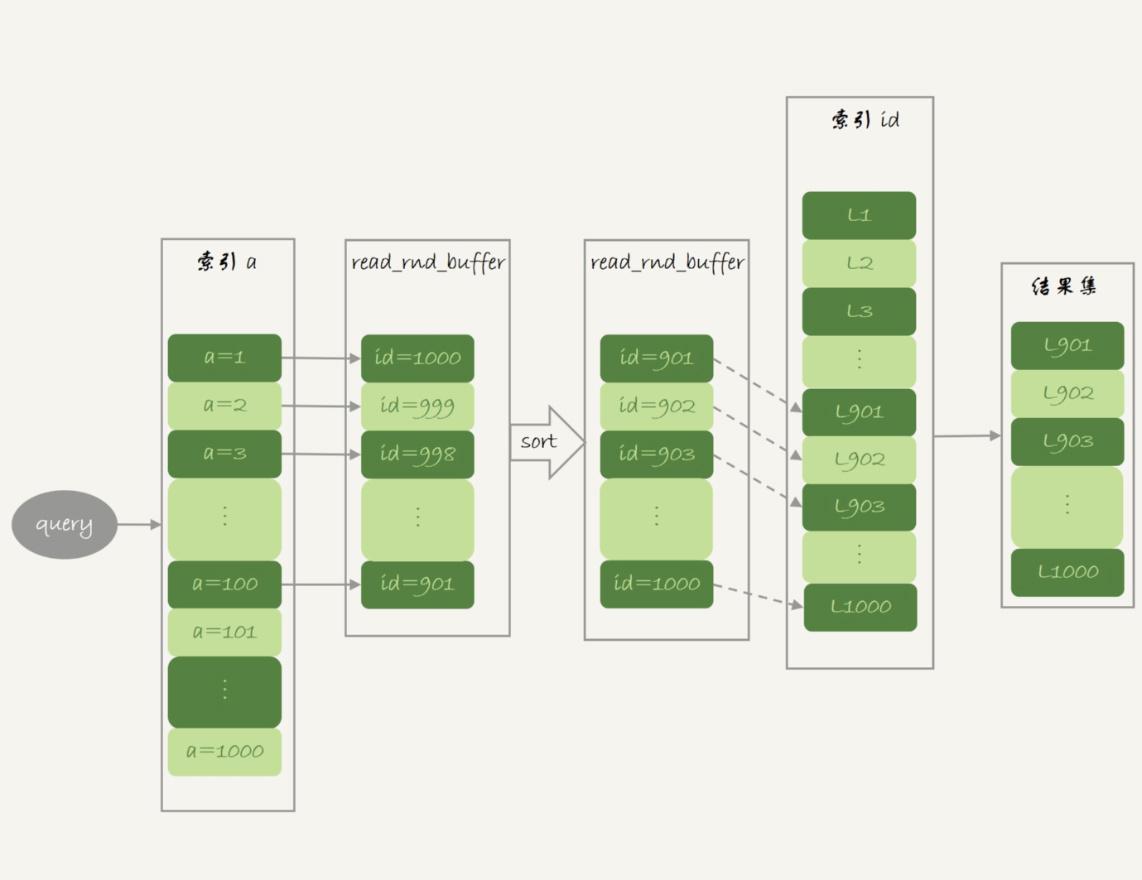 query
索引 a
a=1
a=2
a=3
⋮
a=100
a=101
⋮
a=1000
read_rnd_buffer
id=1000
id=999
id=998
⋮
id=901
sort
read_rnd_buffer
id=901
id=902
id=903
⋮
id=1000
索引 id
L1
L2
L3
⋮
L901
L902
L903
⋮
L1000
结果集
L901
L902
L903
⋮
L1000